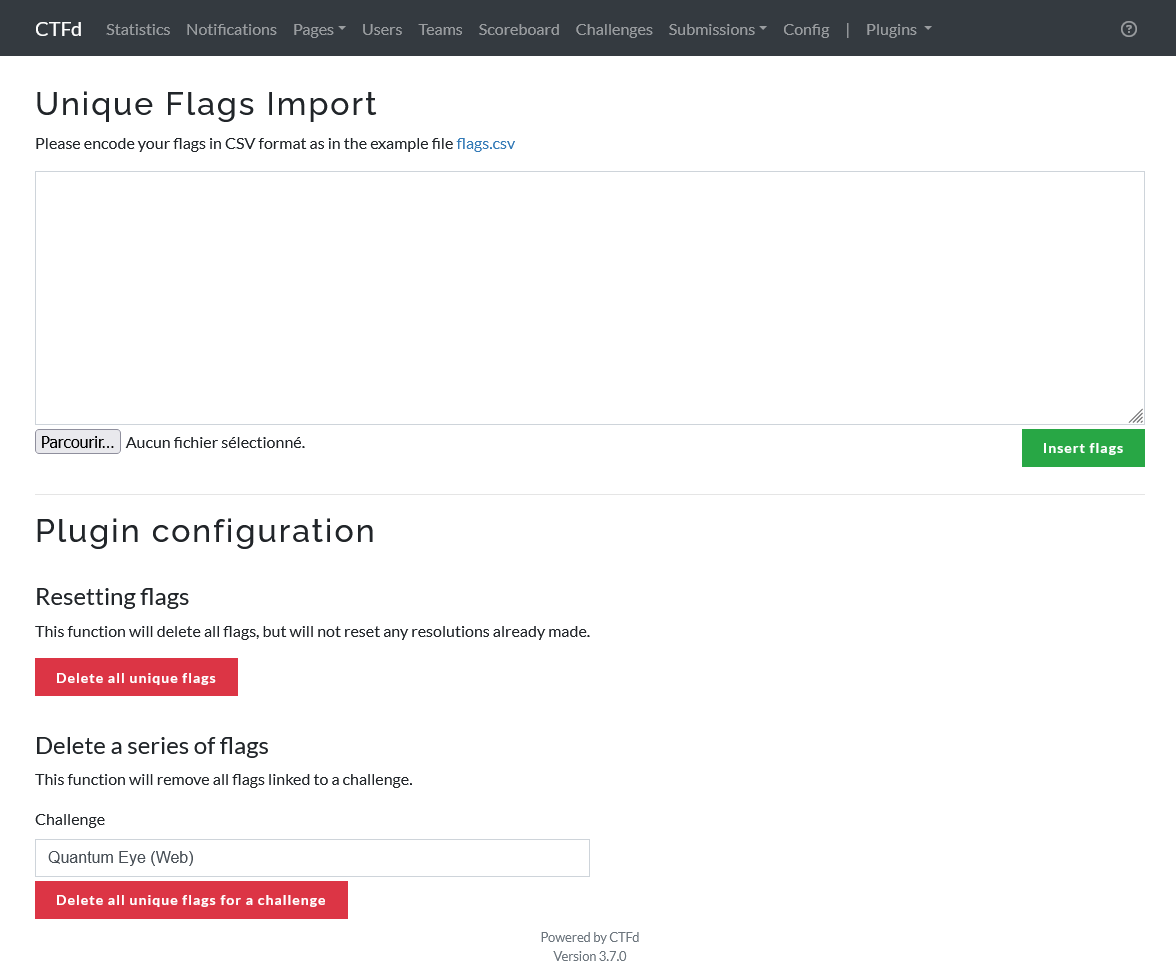 CTFd Statistics Notifications Pages Users Teams Scoreboard Challenges Submissions Config | Plugins
Unique Flags Import
Please encode your flags in CSV format as in the example file flags.csv
Parcourir... Aucun fichier sélectionné. Insert flags
Plugin configuration
Resetting flags
This function will delete all flags, but will not reset any resolutions already made.
Delete all unique flags
Delete a series of flags
This function will remove all flags linked to a challenge.
Challenge
Quantum Eye (Web)
Delete all unique flags for a challenge
Powered by CTFd
Version 3.7.0